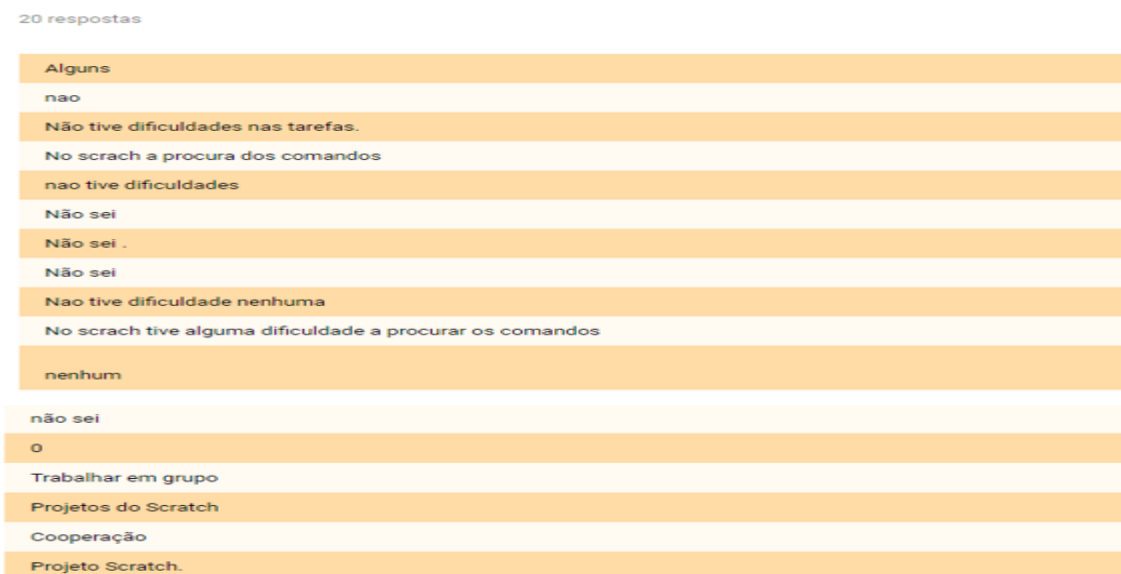 20 respostas
Alguns
nao
Não tive dificuldades nas tarefas.
No scrach a procura dos comandos
nao tive dificuldades
Não sei
Não sei .
Não sei
Nao tive dificuldade nenhuma
No scrach tive alguma dificuldade a procurar os comandos
nenhum
não sei
0
Trabalhar em grupo
Projetos do Scratch
Cooperação
Projeto Scratch.